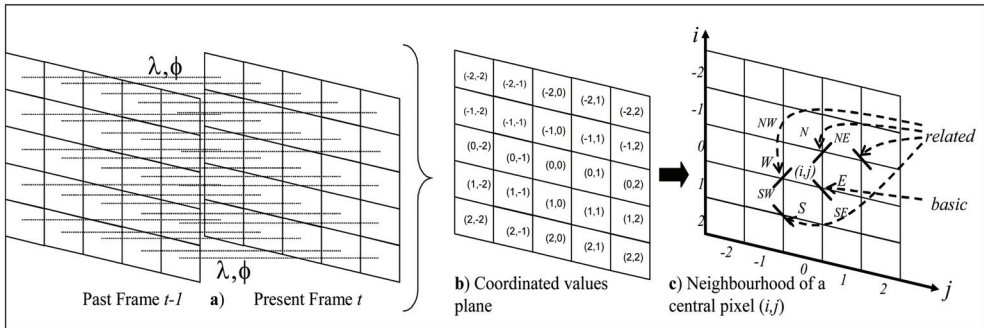 λ,ϕ
λ,ϕ
Past Frame t-1
a)
Present Frame t
(-2,-2) (-2,-1) (-2,0) (-2,1) (-2,2)
(-1,-2) (-1,-1) (-1,0) (-1,1) (-1,2)
(0,-2) (0,-1) (0,0) (0,1) (0,2)
(1,-2) (1,-1) (1,0) (1,1) (1,2)
(2,-2) (2,-1) (2,0) (2,1) (2,2)
b) Coordinated values
plane
i
-2
-1
0
1
2
NW N NE
W (i,j) E
SW S SE
related
basic
-2 -1 0 1 2
j
c) Neighbourhood of a
central pixel (i,j)